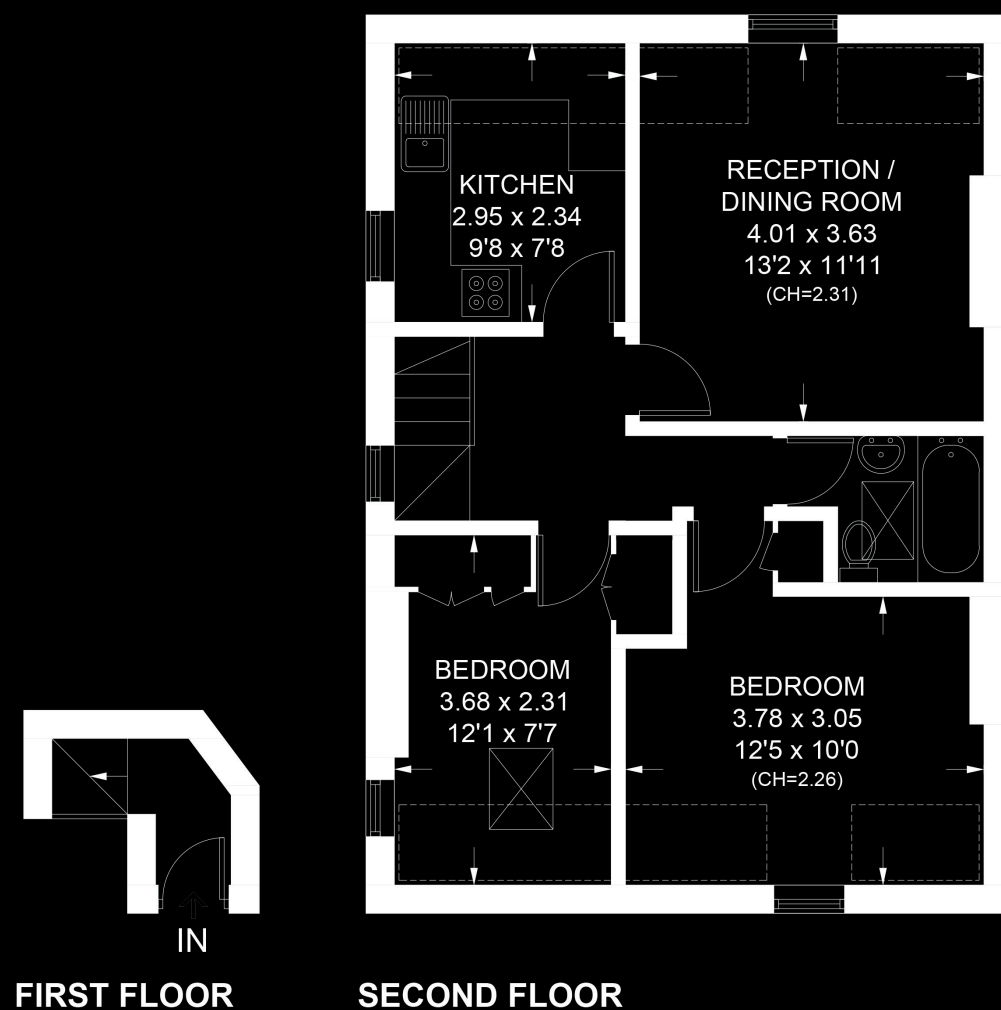 KITCHEN
2.95 x 2.34
9'8 x 7'8
RECEPTION /
DINING ROOM
4.01 x 3.63
13'2 x 11'11
(CH=2.31)
BEDROOM
3.68 x 2.31
12'1 x 7'7
BEDROOM
3.78 x 3.05
12'5 x 10'0
(CH=2.26)
IN
FIRST FLOOR
SECOND FLOOR